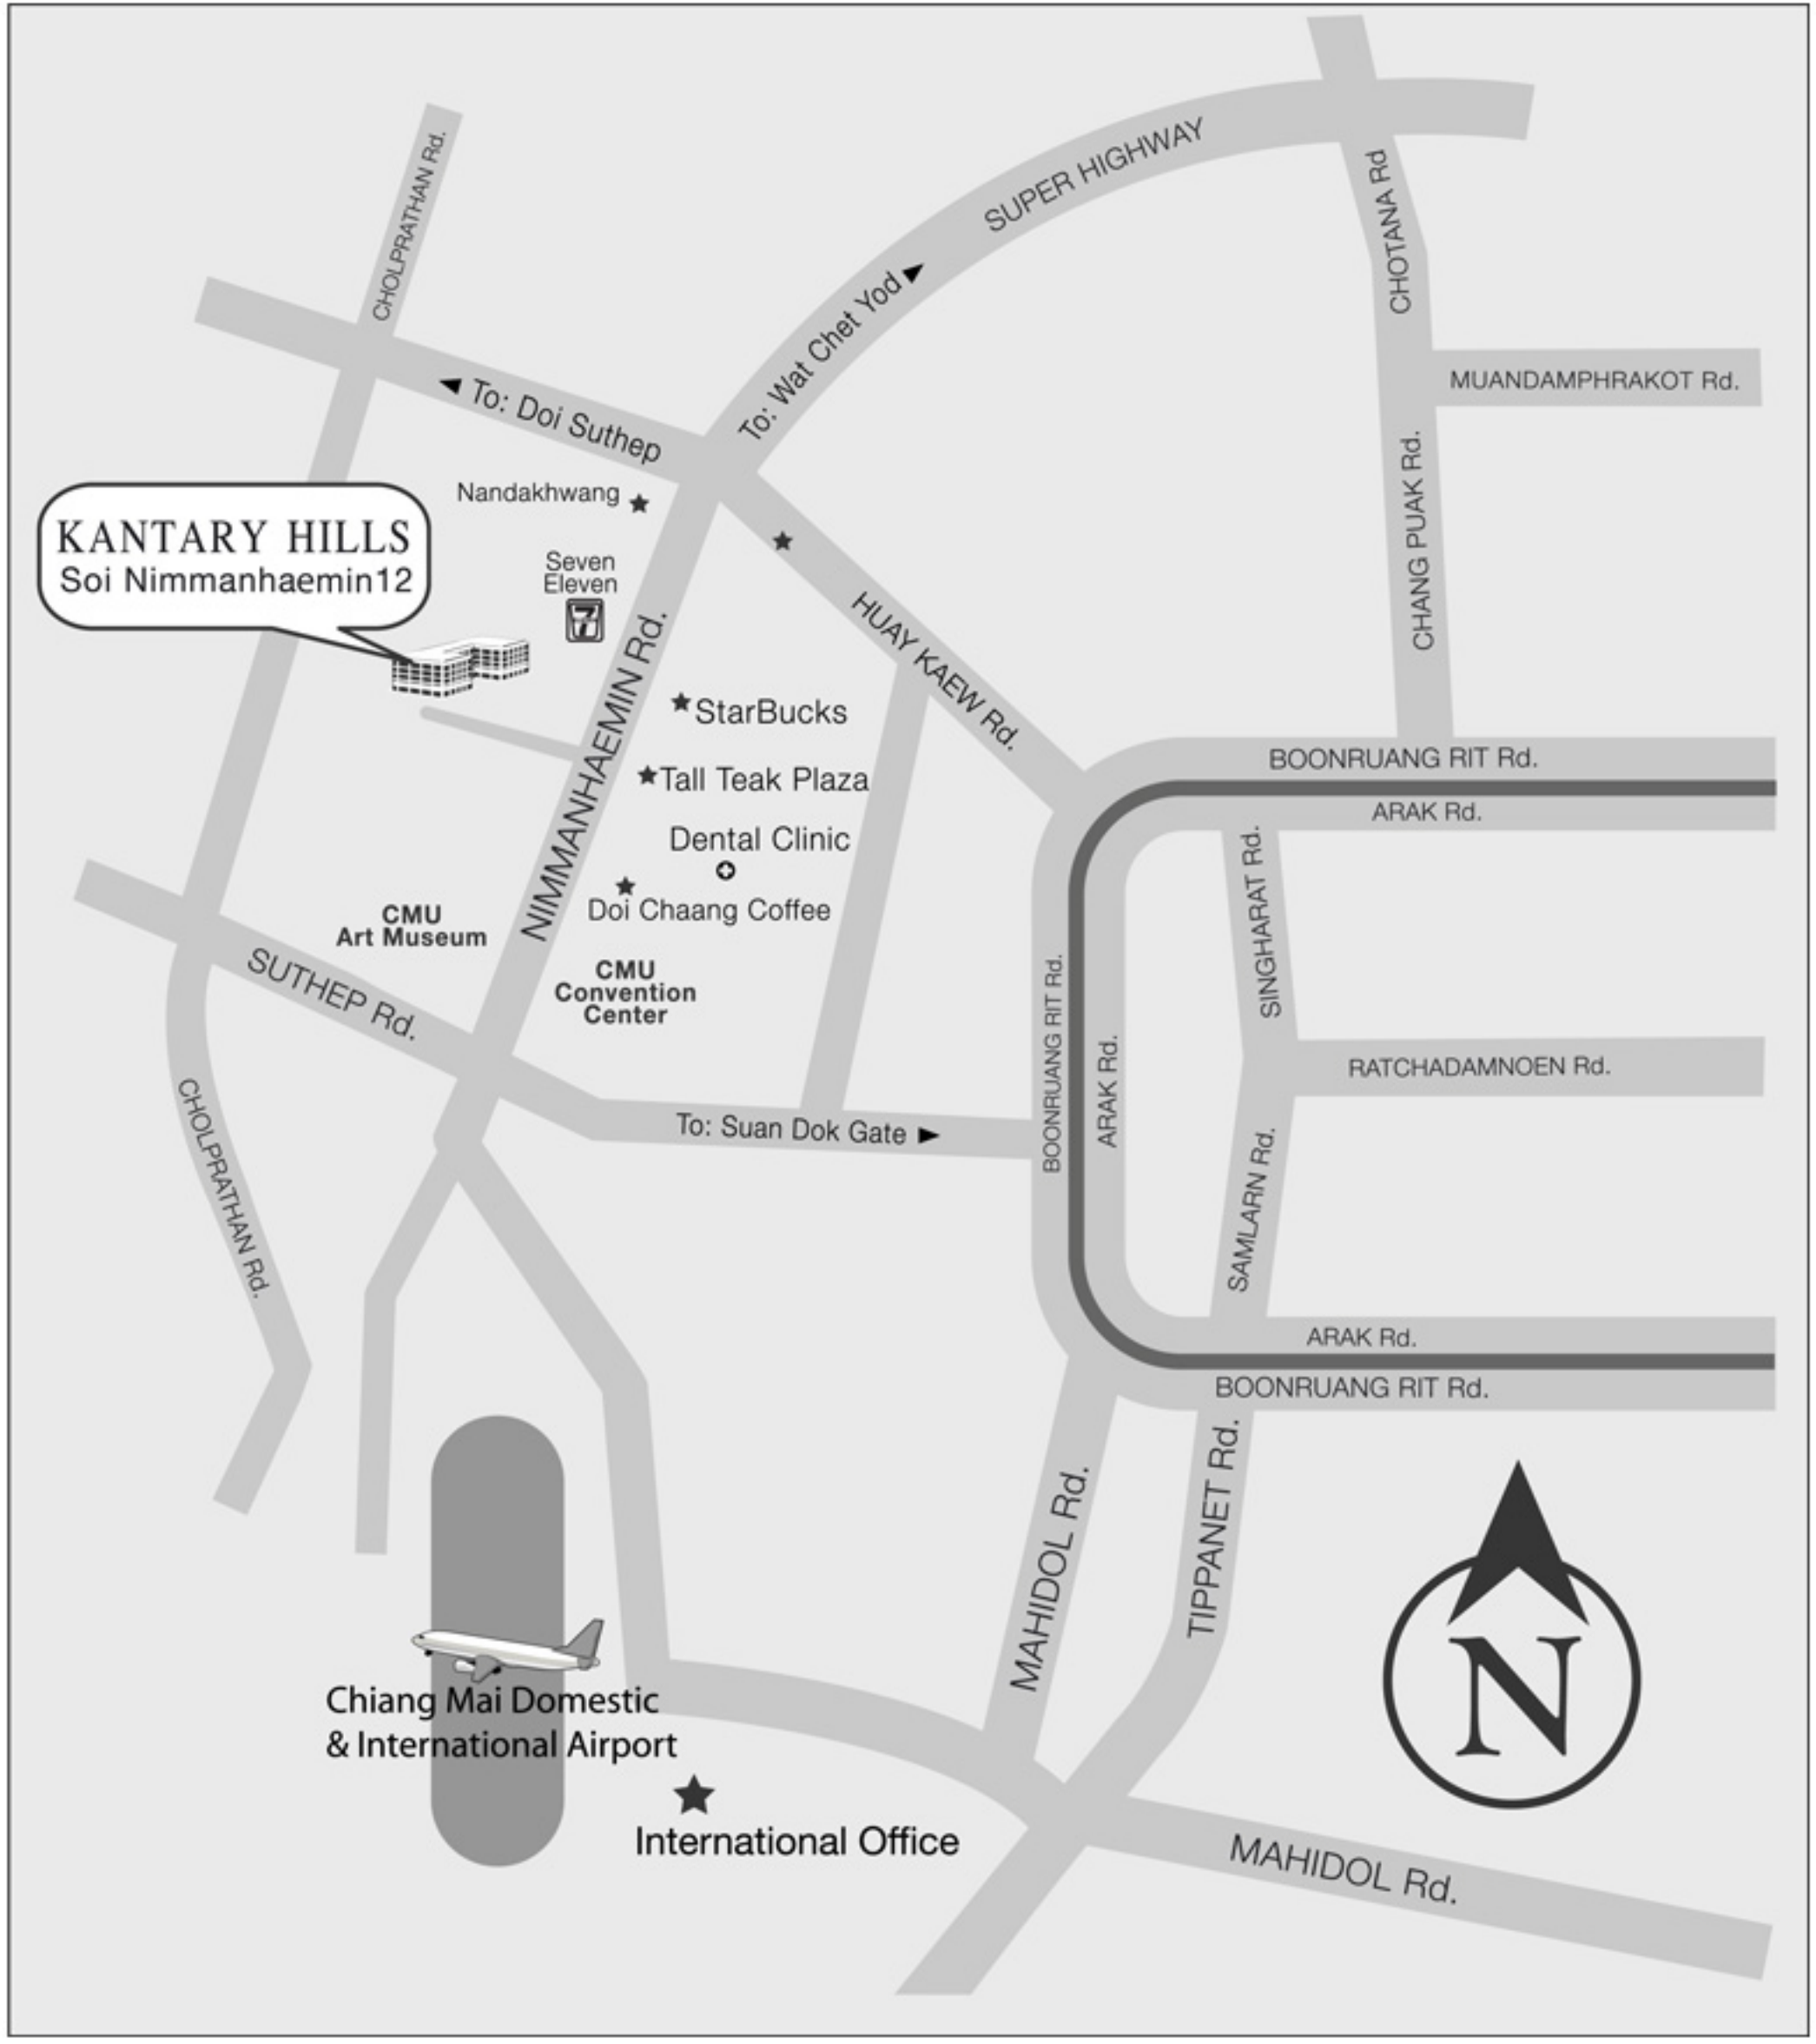 CHOLPRATHAN Rd.
SUPER HIGHWAY
CHOTANA Rd
To: Wat Chet Yod
To: Doi Suthep
MUANDAMPHRAKOT Rd.
CHANG PUAK Rd.
Nandakhwang
KANTARY HILLS
Soi Nimmanhaemin12
Seven
Eleven
7
HUAY KAEW Rd.
NIMMANHAEMIN Rd.
StarBucks
Tall Teak Plaza
Dental Clinic
Doi Chaang Coffee
BOONRUANG RIT Rd.
ARAK Rd.
SINGHARAT Rd.
CMU
Art Museum
CMU
Convention
Center
SUTHEP Rd.
BOONRUANG RIT Rd.
ARAK Rd.
RATCHADAMNOEN Rd.
To: Suan Dok Gate
CHOLPRATHAN Rd.
SAMLARN Rd.
ARAK Rd.
BOONRUANG RIT Rd.
MAHIDOL Rd.
TIPPANET Rd.
N
Chiang Mai Domestic
& International Airport
International Office
MAHIDOL Rd.